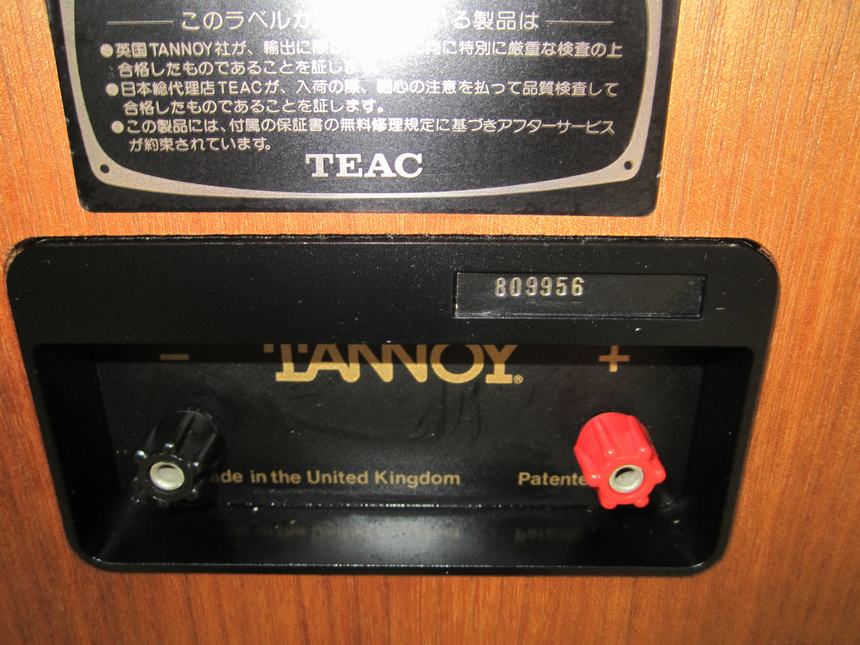 このラベルが る製品は
●英国TANNOY社が、輸出に際し 特別に厳重な検査の上
合格したものであることを証しま
●日本総代理店TEACが、入荷の際、細心の注意を払って品質検査して
合格したものであることを証します。
●この製品には、付属の保証書の無料修理規定に基づきアフターサービス
が約束されています。
TEAC
809956
− TANNOY® +
ade in the United Kingdom Patente